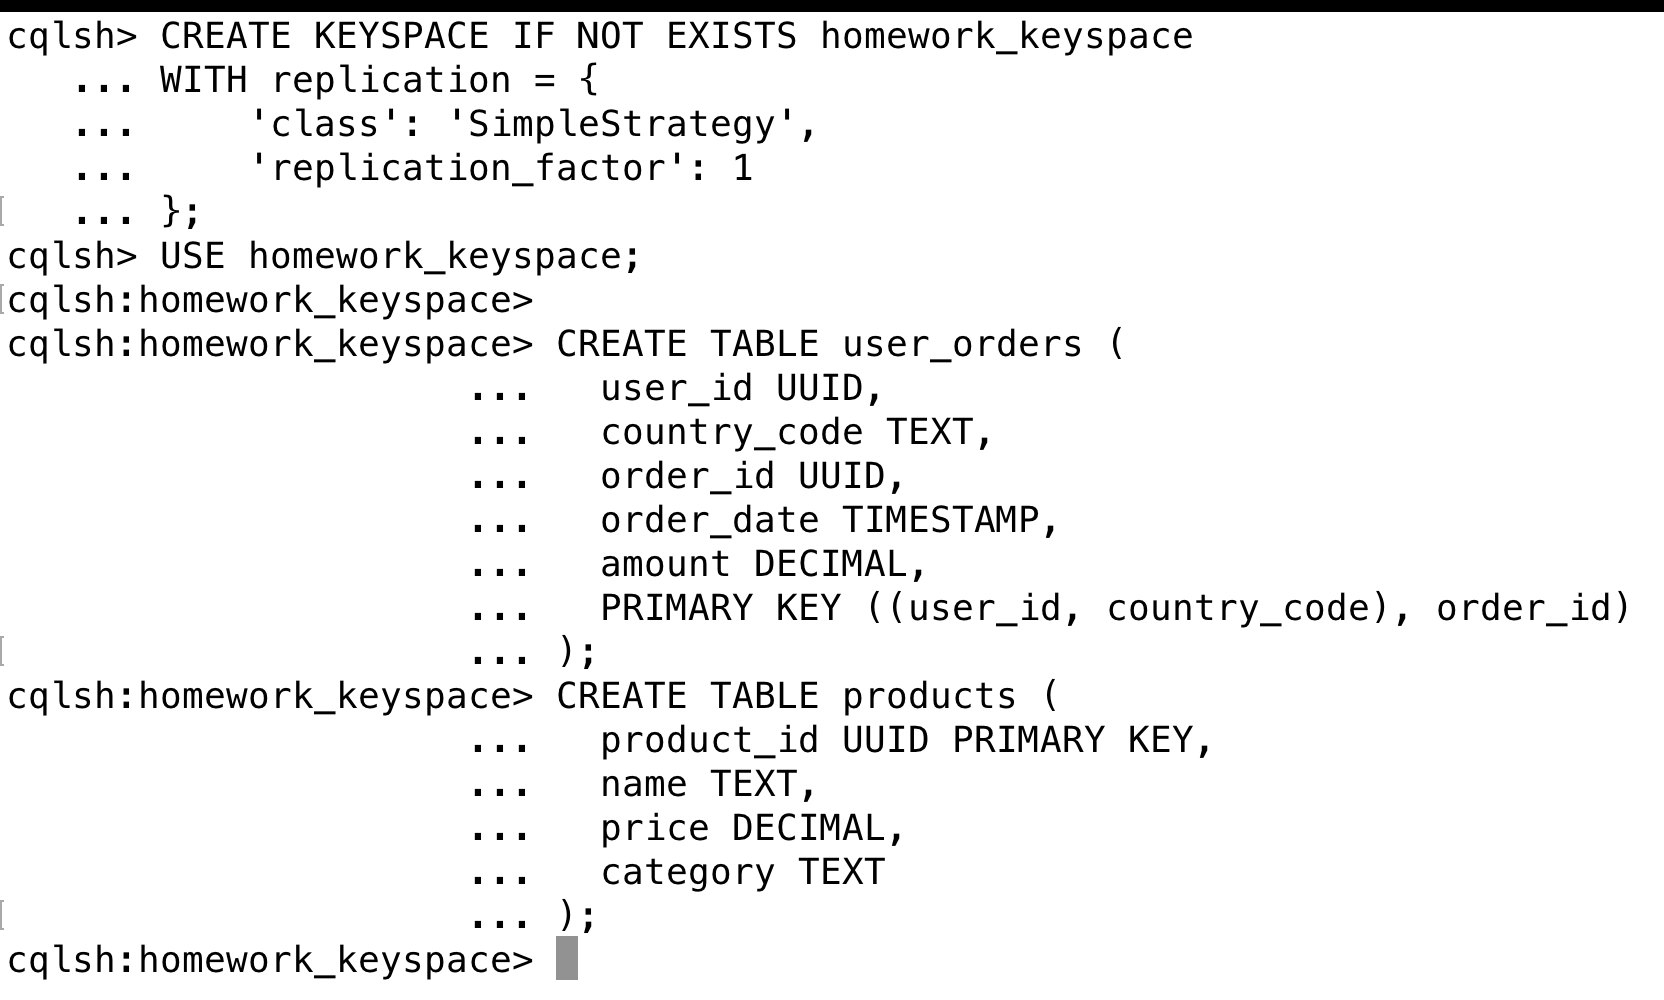 cqlsh> CREATE KEYSPACE IF NOT EXISTS homework_keyspace
   ... WITH replication = {
   ...     'class': 'SimpleStrategy',
   ...     'replication_factor': 1
   ... };
cqlsh> USE homework_keyspace;
cqlsh:homework_keyspace>
cqlsh:homework_keyspace> CREATE TABLE user_orders (
                     ...   user_id UUID,
                     ...   country_code TEXT,
                     ...   order_id UUID,
                     ...   order_date TIMESTAMP,
                     ...   amount DECIMAL,
                     ...   PRIMARY KEY ((user_id, country_code), order_id)
                     ... );
cqlsh:homework_keyspace> CREATE TABLE products (
                     ...   product_id UUID PRIMARY KEY,
                     ...   name TEXT,
                     ...   price DECIMAL,
                     ...   category TEXT
                     ... );
cqlsh:homework_keyspace>